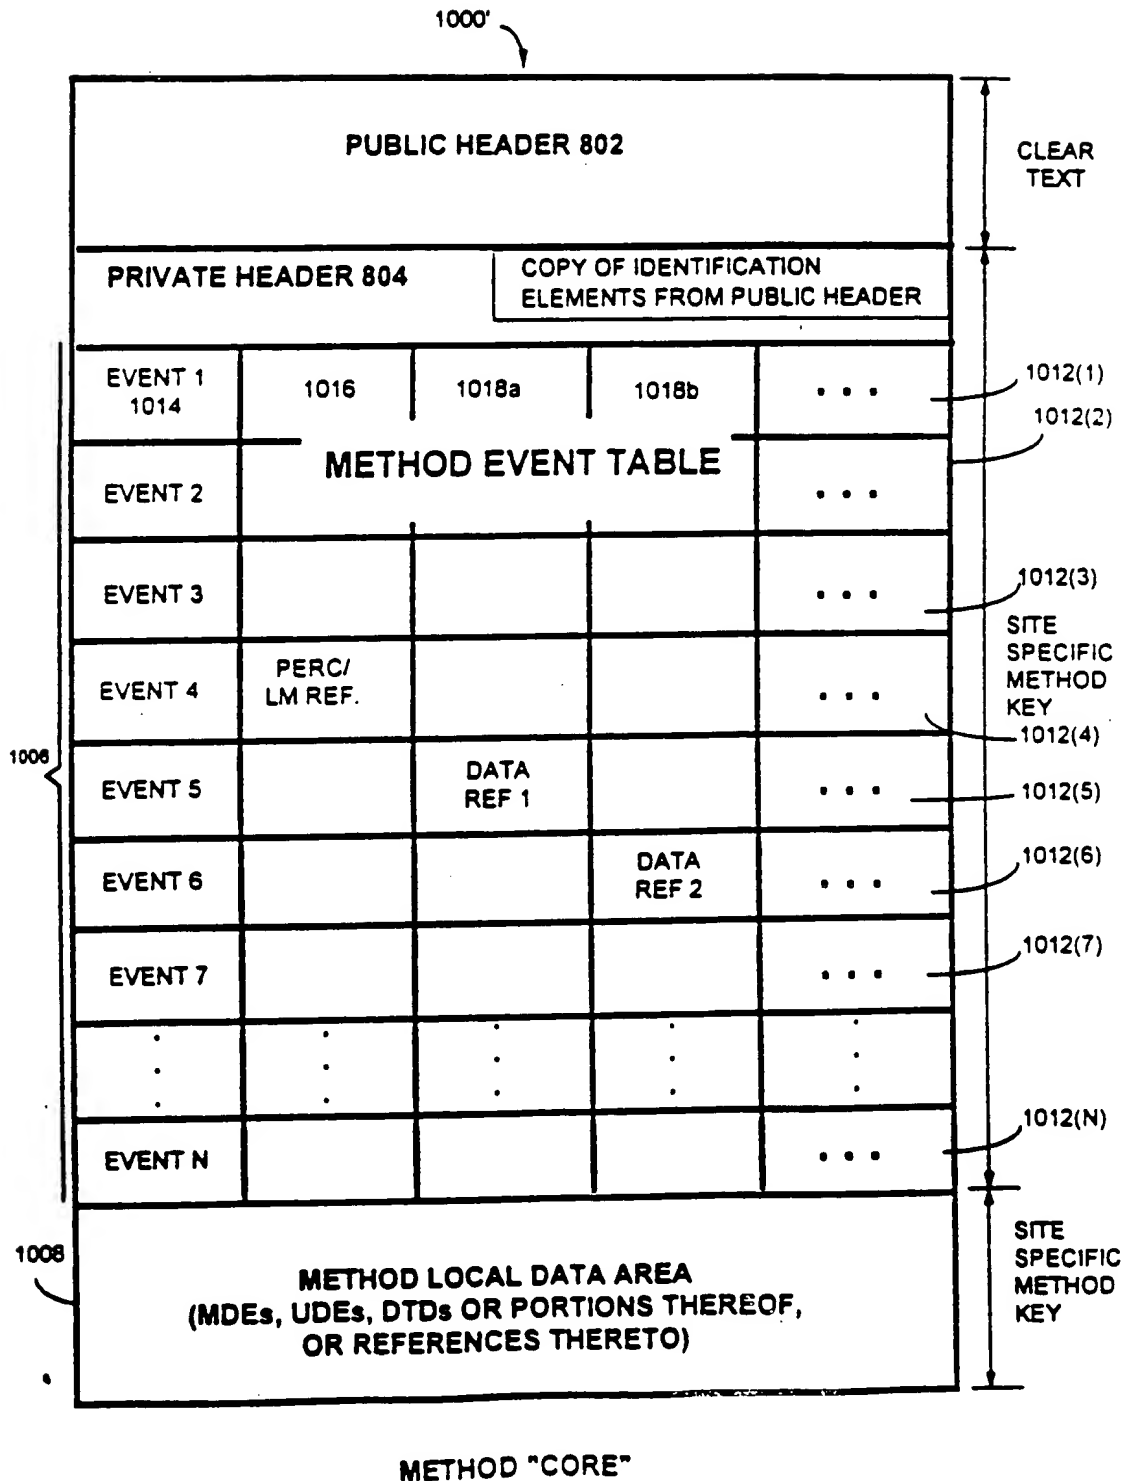 1000'
PUBLIC HEADER 802
CLEAR
TEXT
PRIVATE HEADER 804
COPY OF IDENTIFICATION
ELEMENTS FROM PUBLIC HEADER
EVENT 1
1014
1016
1018a
1018b
...
1012(1)
1012(2)
METHOD EVENT TABLE
EVENT 2
...
EVENT 3
...
1012(3)
SITE
SPECIFIC
METHOD
KEY
EVENT 4
PERC/
LM REF.
...
1012(4)
1006
EVENT 5
DATA
REF 1
...
1012(5)
EVENT 6
DATA
REF 2
...
1012(6)
EVENT 7
...
1012(7)
EVENT N
...
1012(N)
1008
METHOD LOCAL DATA AREA
(MDEs, UDEs, DTDs OR PORTIONS THEREOF,
OR REFERENCES THERETO)
SITE
SPECIFIC
METHOD
KEY
METHOD "CORE"